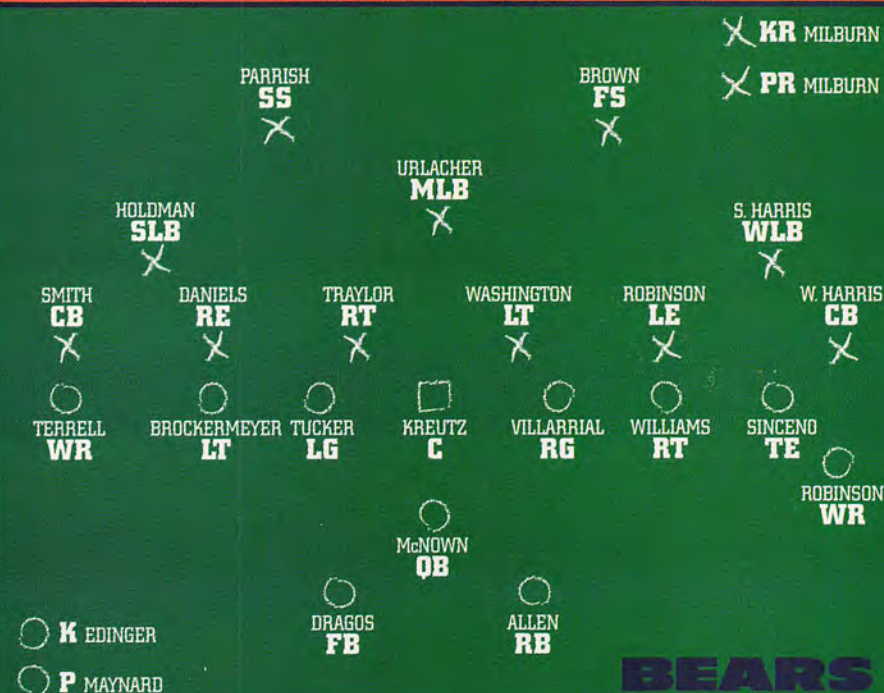 KR MILBURN
PR MILBURN
PARRISH
SS
BROWN
FS
URLACHER
MLB
HOLDMAN
SLB
S. HARRIS
WLB
SMITH
CB
DANIELS
RE
TRAYLOR
RT
WASHINGTON
LT
ROBINSON
LE
W. HARRIS
CB
TERRELL
WR
BROCKERMEYER
LT
TUCKER
LG
KREUTZ
C
VILLARRIAL
RG
WILLIAMS
RT
SINCENO
TE
ROBINSON
WR
McNOWN
QB
DRAGOS
FB
ALLEN
RB
K EDINGER
P MAYNARD
BEARS